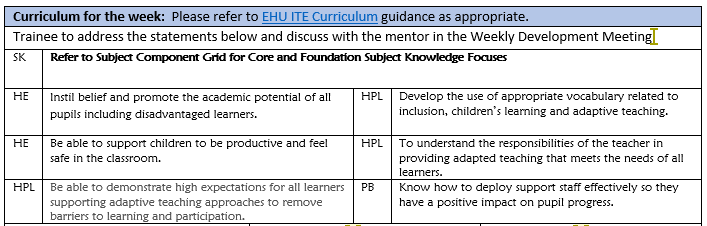 Curriculum for the week: Please refer to EHU ITE Curriculum guidance as appropriate.
Trainee to address the statements below and discuss with the mentor in the Weekly Development Meeting
SK Refer to Subject Component Grid for Core and Foundation Subject Knowledge Focuses
HE Instil belief and promote the academic potential of all
pupils including disadvantaged learners.
HPL Develop the use of appropriate vocabulary related to
inclusion, children's learning and adaptive teaching.
HE Be able to support children to be productive and feel
safe in the classroom.
HPL To understand the responsibilities of the teacher in
providing adapted teaching that meets the needs of all
learners.
HPL Be able to demonstrate high expectations for all learners
supporting adaptive teaching approaches to remove
barriers to learning and participation.
PB Know how to deploy support staff effectively so they
have a positive impact on pupil progress.